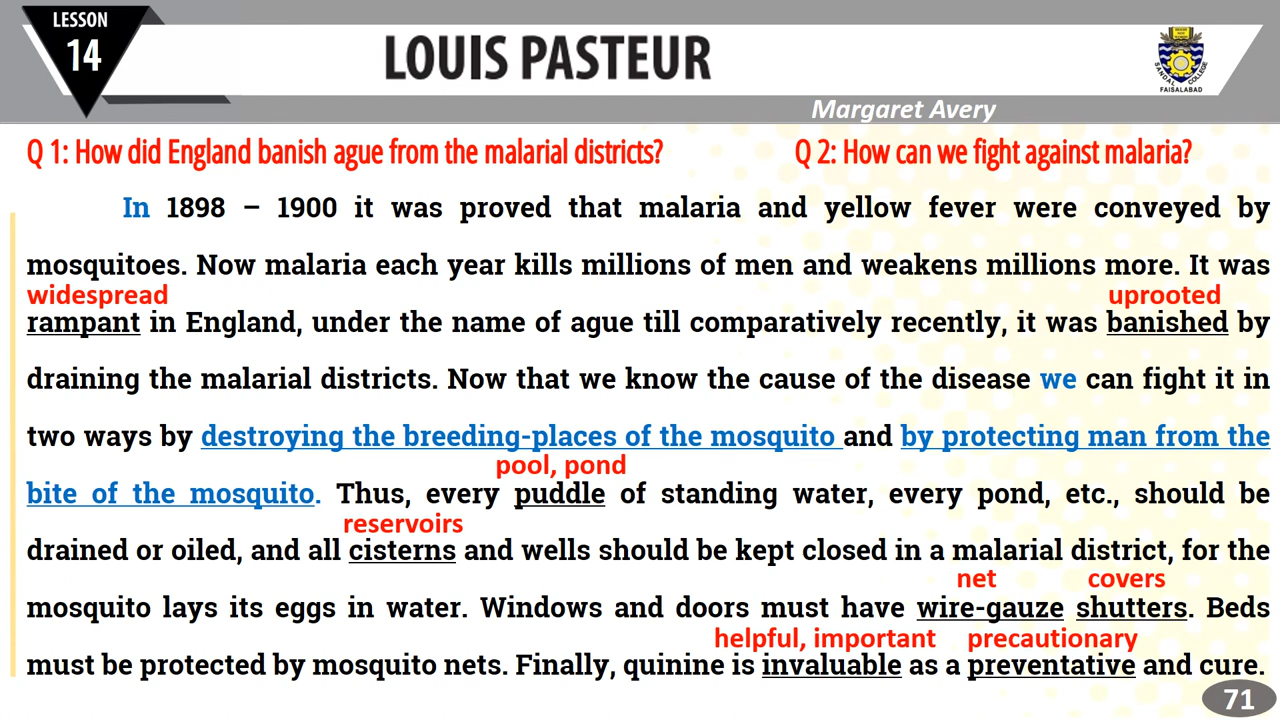 LESSON
14
LOUIS PASTEUR
SANDAL COLLEGE
FAISALABAD
Margaret Avery
Q 1: How did England banish ague from the malarial districts?
Q 2: How can we fight against malaria?
In 1898 – 1900 it was proved that malaria and yellow fever were conveyed by
mosquitoes. Now malaria each year kills millions of men and weakens millions more. It was
widespread uprooted
rampant in England, under the name of ague till comparatively recently, it was banished by
draining the malarial districts. Now that we know the cause of the disease we can fight it in
two ways by destroying the breeding-places of the mosquito and by protecting man from the
pool, pond
bite of the mosquito. Thus, every puddle of standing water, every pond, etc., should be
reservoirs
drained or oiled, and all cisterns and wells should be kept closed in a malarial district, for the
net covers
mosquito lays its eggs in water. Windows and doors must have wire-gauze shutters. Beds
helpful, important precautionary
must be protected by mosquito nets. Finally, quinine is invaluable as a preventative and cure.
71